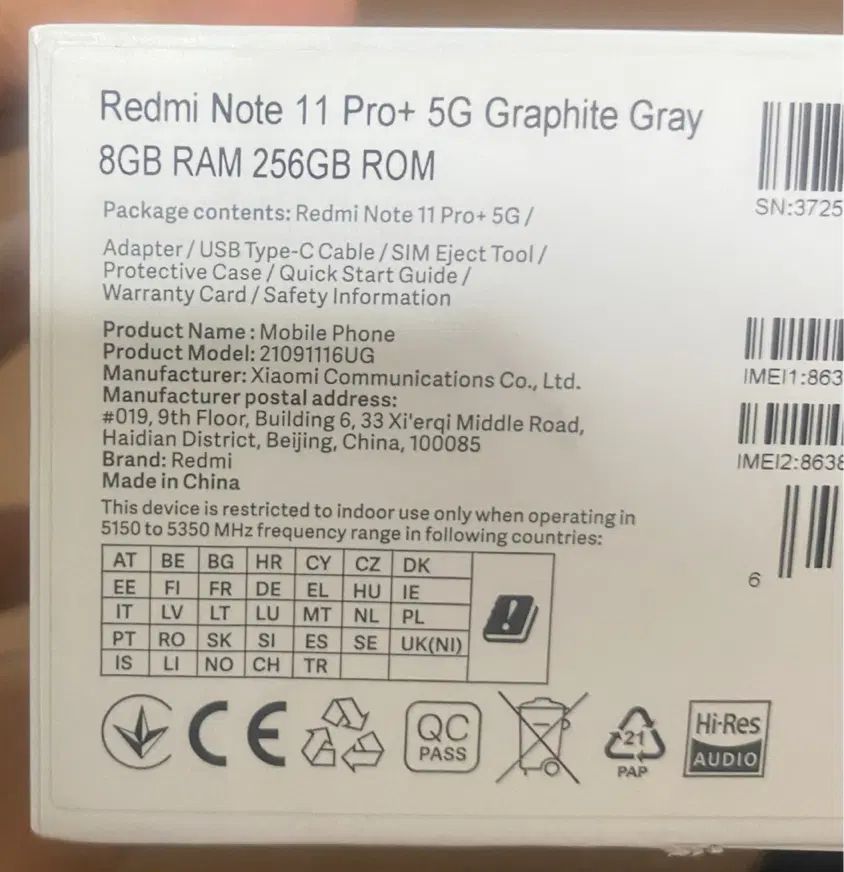 Redmi Note 11 Pro+ 5G Graphite Gray
8GB RAM 256GB ROM
Package contents: Redmi Note 11 Pro+ 5G /
Adapter / USB Type-C Cable / SIM Eject Tool /
Protective Case / Quick Start Guide /
Warranty Card / Safety Information
Product Name : Mobile Phone
Product Model: 21091116UG
Manufacturer: Xiaomi Communications Co., Ltd.
Manufacturer postal address:
#019, 9th Floor, Building 6, 33 Xi'erqi Middle Road,
Haidian District, Beijing, China, 100085
Brand: Redmi
Made in China
This device is restricted to indoor use only when operating in
5150 to 5350 MHz frequency range in following countries:
AT BE BG HR CY CZ DK
EE FI FR DE EL HU IE
IT LV LT LU MT NL PL
PT RO SK SI ES SE UK(NI)
IS LI NO CH TR
!
CE
QC
PASS
21
PAP
Hi-Res
AUDIO
SN:3725
IMEI1:863
IMEI2:8638
6